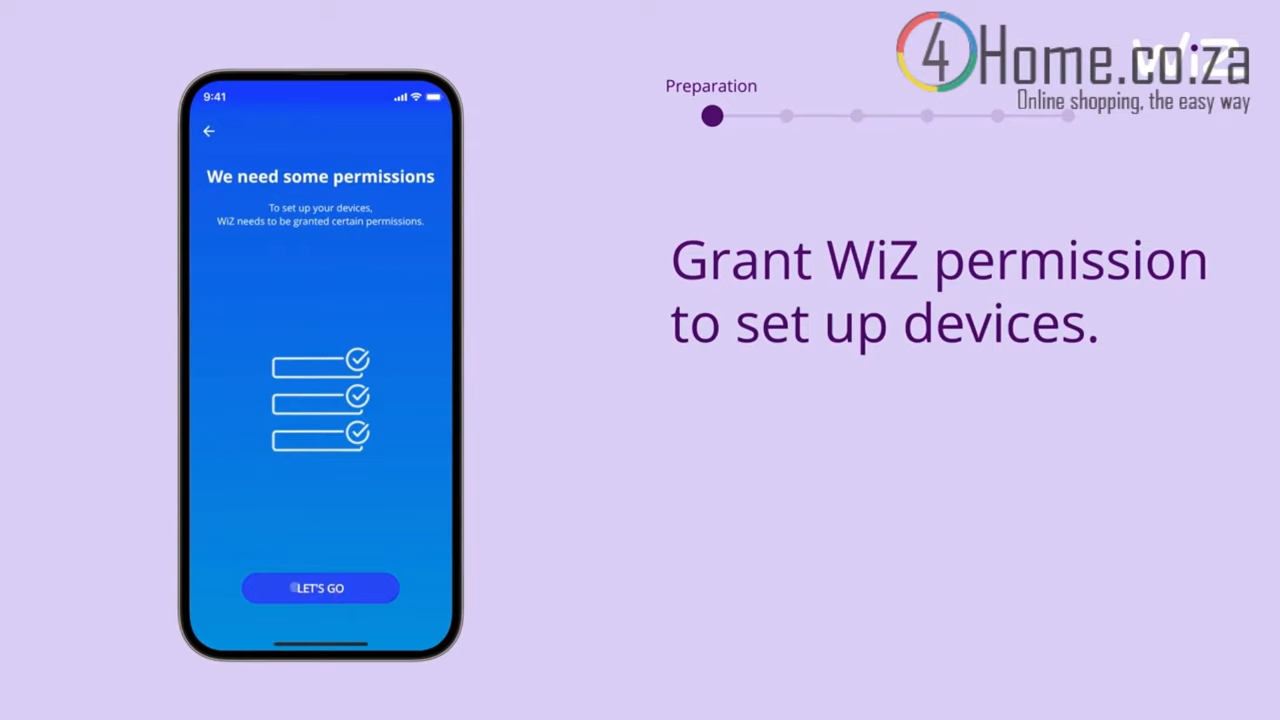 4Home.co.za
Online shopping, the easy way
WiZ
Preparation
9:41
We need some permissions
To set up your devices,
WiZ needs to be granted certain permissions.
LET'S GO
Grant WiZ permission
to set up devices.